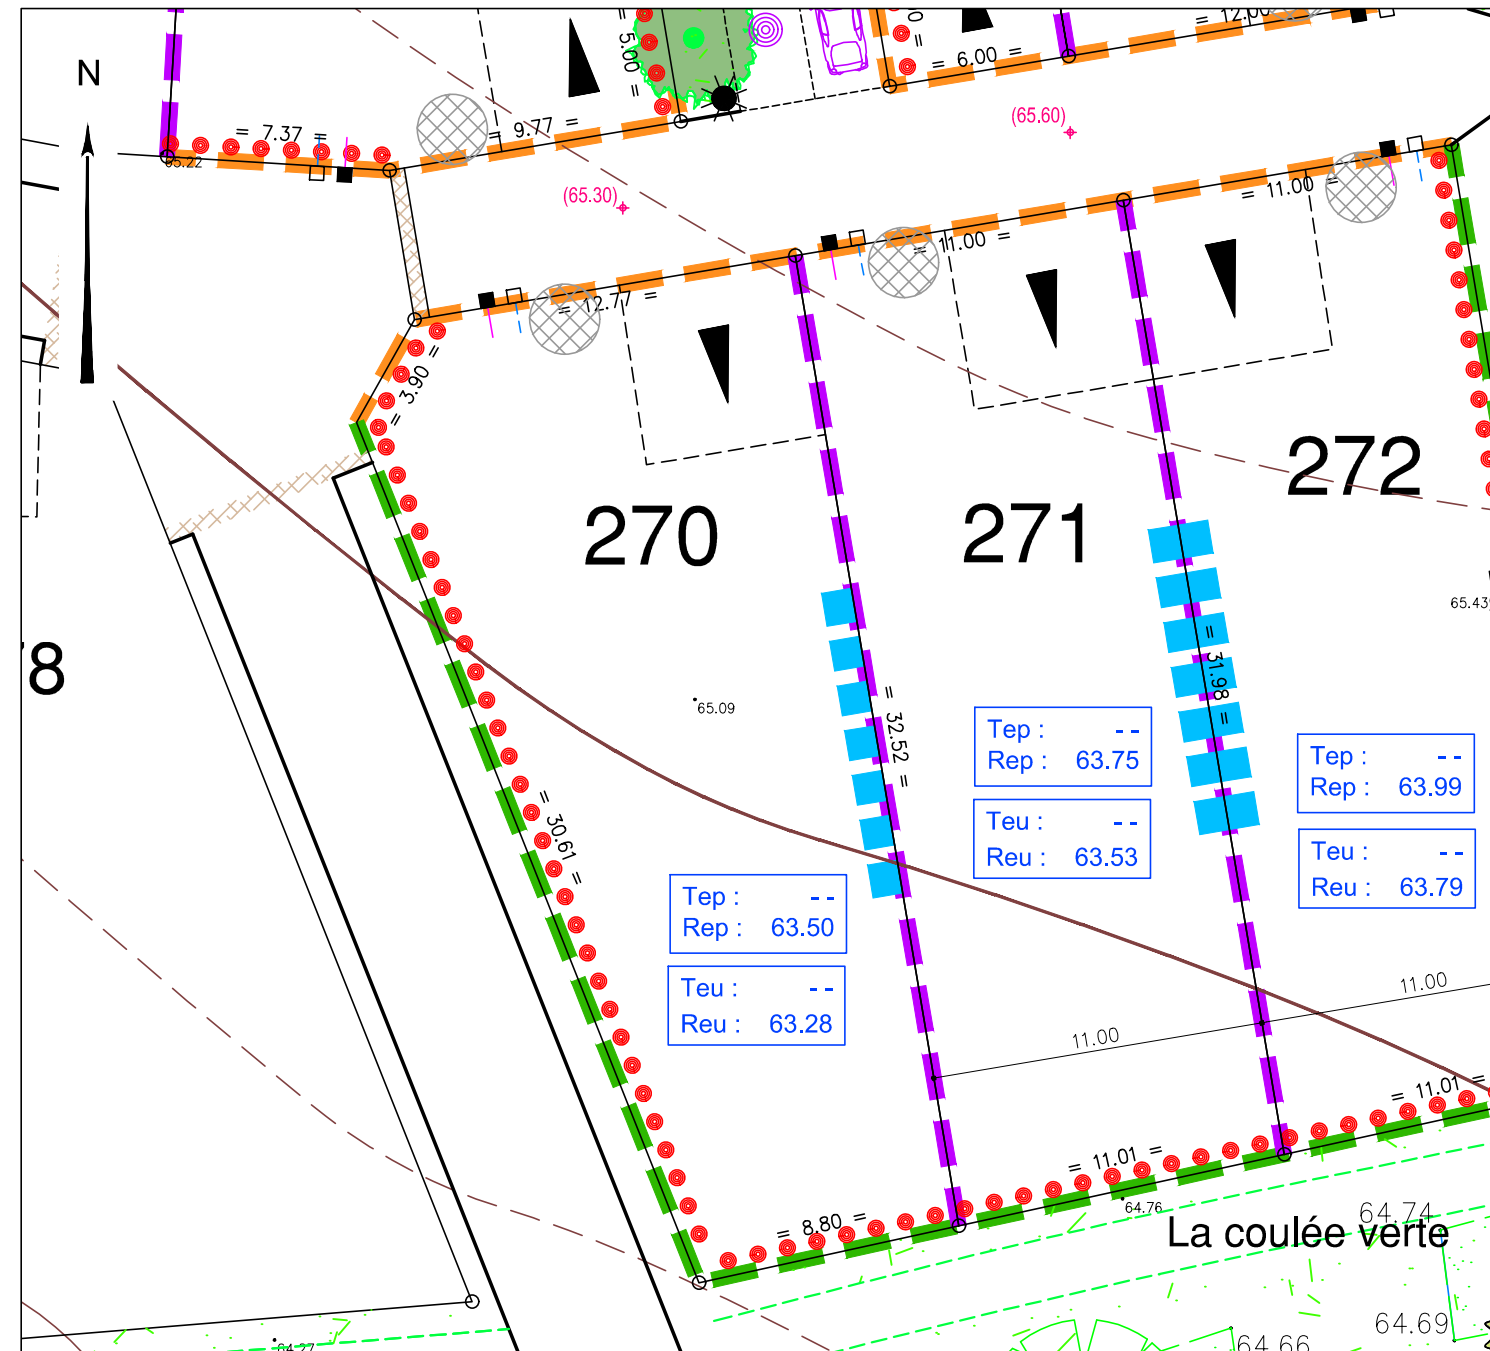 = 12.00
= 5.00 =
= 6.00 =
N
(65.60)
= 7.37 =
= 9.77 =
65.22
(65.30)
= 11.00 =
= 11.00 =
= 12.77 =
= 3.90 =
272
270
271
65.43
'8
= 31.98 =
65.09
= 32.52 =
Tep : --
Rep : 63.75
Tep : --
Rep : 63.99
= 30.61 =
Teu : --
Reu : 63.53
Teu : --
Reu : 63.79
Tep : --
Rep : 63.50
Teu : --
Reu : 63.28
11.00
11.00
= 11.01 =
= 11.01 =
= 8.80 =
64.76
64.74
La coulée verte
64.69
64.66
64.27